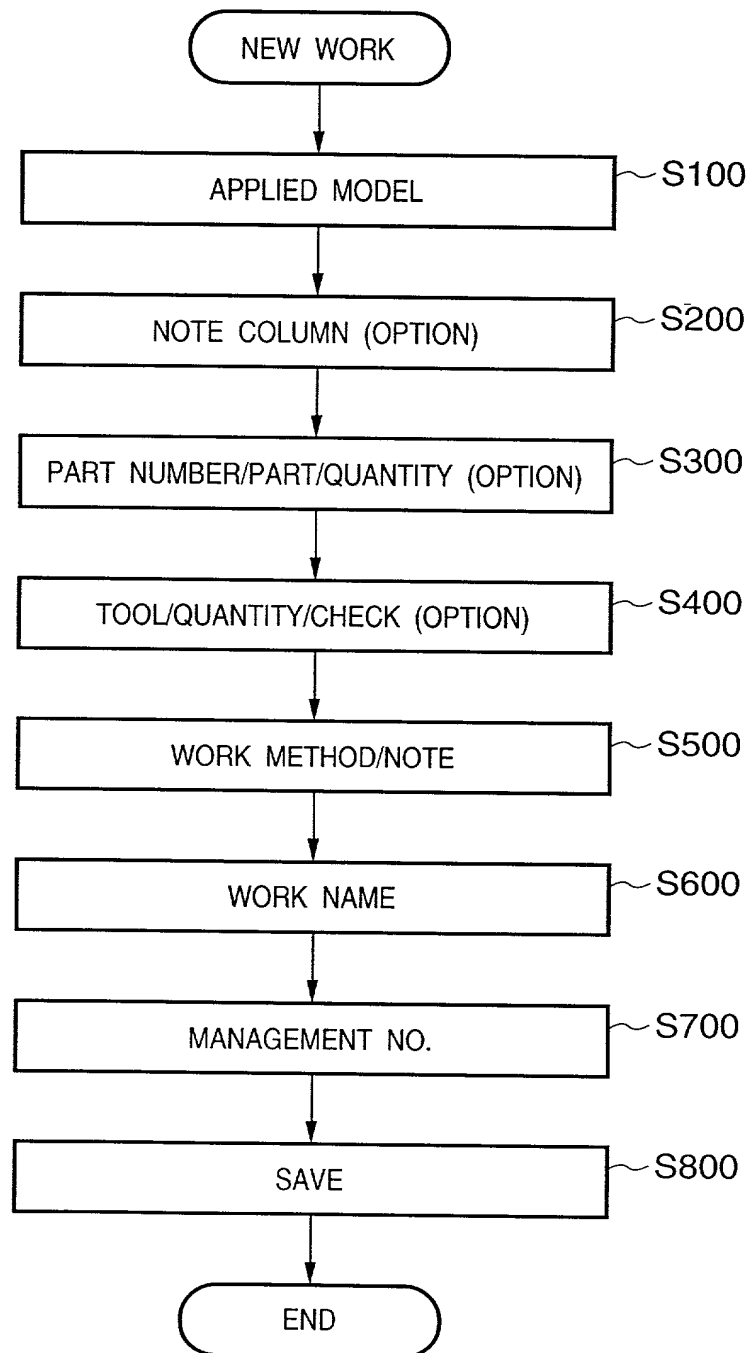 NEW WORK
APPLIED MODEL
S100
NOTE COLUMN (OPTION)
S200
PART NUMBER/PART/QUANTITY (OPTION)
S300
TOOL/QUANTITY/CHECK (OPTION)
S400
WORK METHOD/NOTE
S500
WORK NAME
S600
MANAGEMENT NO.
S700
SAVE
S800
END